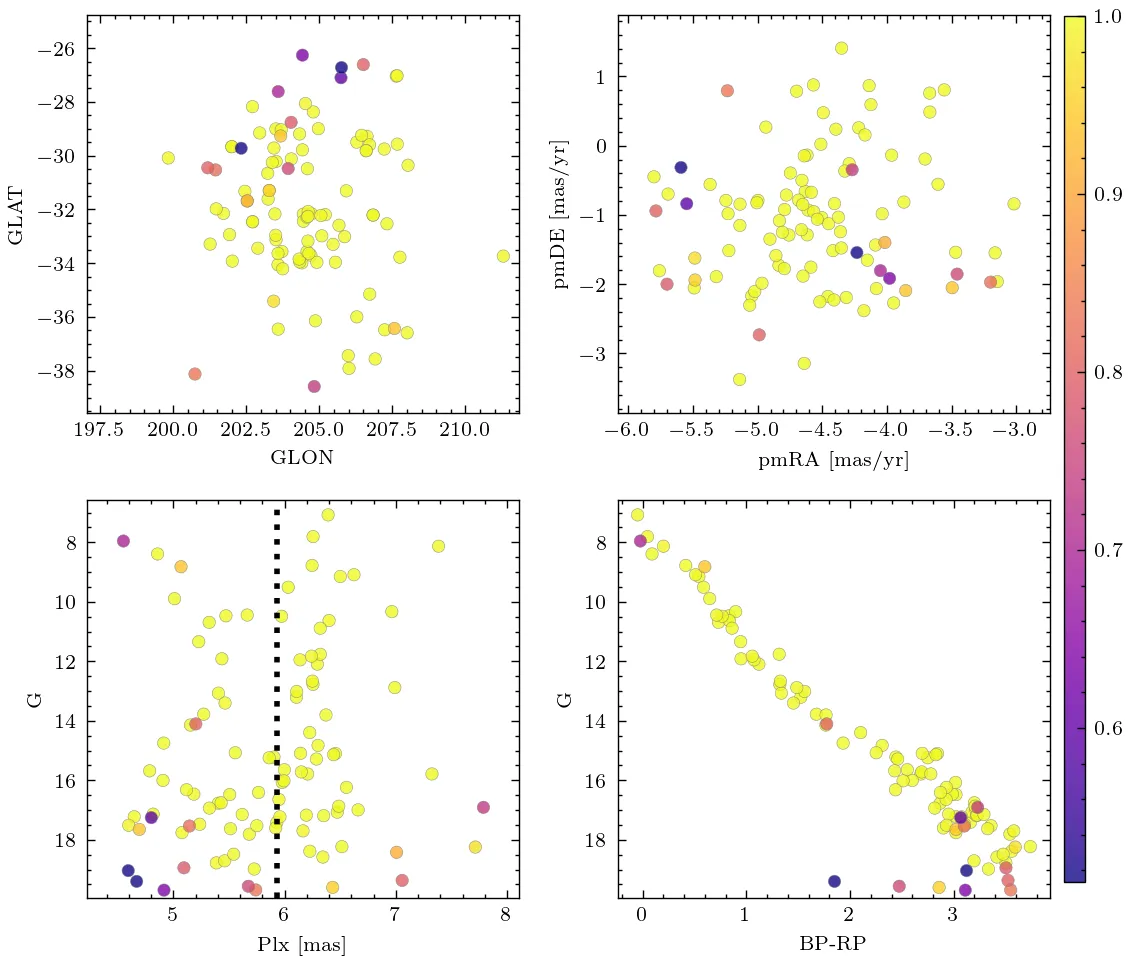 −26
−28
−30
−32
−34
−36
−38
GLAT
197.5 200.0 202.5 205.0 207.5 210.0
GLON
1
0
−1
−2
−3
pmDE [mas/yr]
−6.0 −5.5 −5.0 −4.5 −4.0 −3.5 −3.0
pmRA [mas/yr]
1.0
0.9
0.8
0.7
0.6
8
10
12
14
16
18
G
5 6 7 8
Plx [mas]
8
10
12
14
16
18
G
0 1 2 3
BP-RP